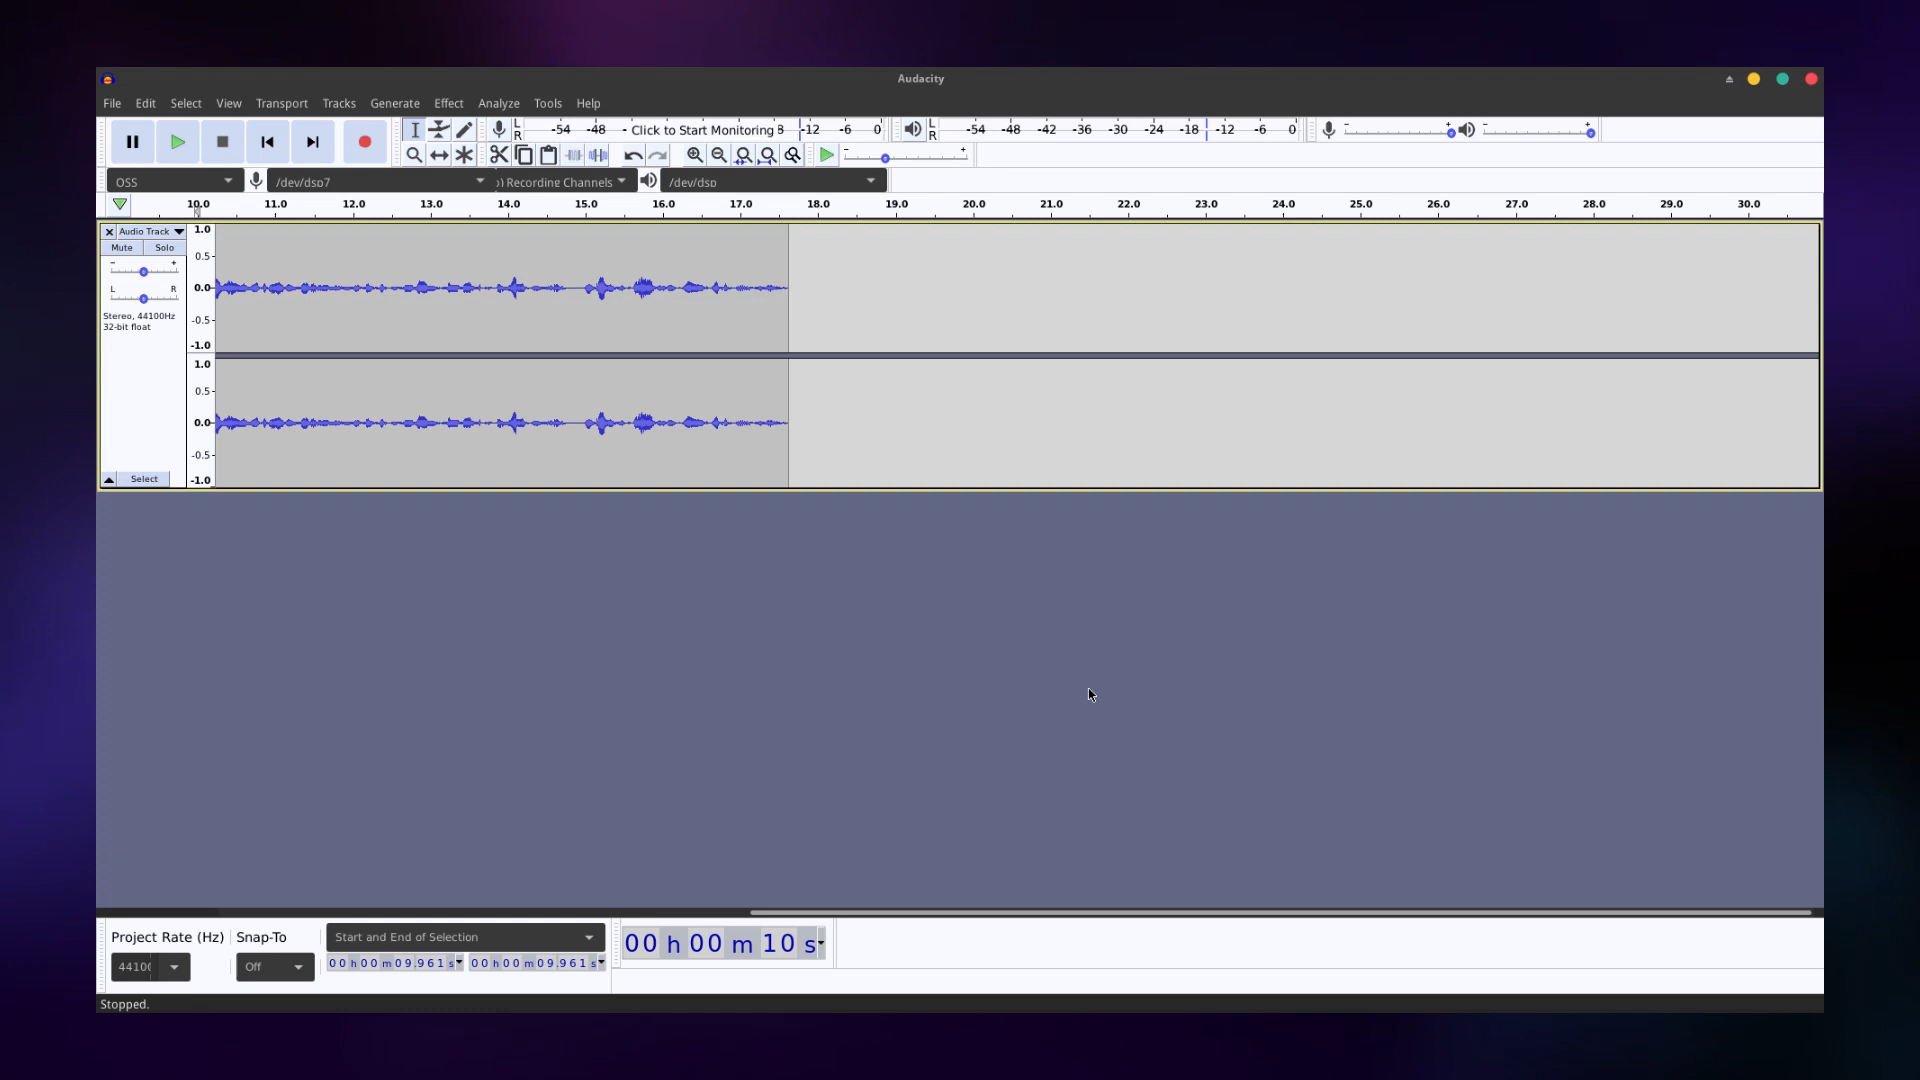 Audacity
File Edit Select View Transport Tracks Generate Effect Analyze Tools Help
L
R
-54 -48 - Click to Start Monitoring 8 -12 -6 0
L
R
-54 -48 -42 -36 -30 -24 -18 -12 -6 0
- +
- +
- +
OSS /dev/dsp7 ) Recording Channels /dev/dsp
10.0 11.0 12.0 13.0 14.0 15.0 16.0 17.0 18.0 19.0 20.0 21.0 22.0 23.0 24.0 25.0 26.0 27.0 28.0 29.0 30.0
Audio Track
Mute Solo
- +
L R
Stereo, 44100Hz
32-bit float
Select
1.0
0.5
0.0
-0.5
-1.0
1.0
0.5
0.0
-0.5
-1.0
Project Rate (Hz) Snap-To Start and End of Selection
4410 Off 00 h 00 m 09.961 s 00 h 00 m 09.961 s
00 h 00 m 10 s
Stopped.